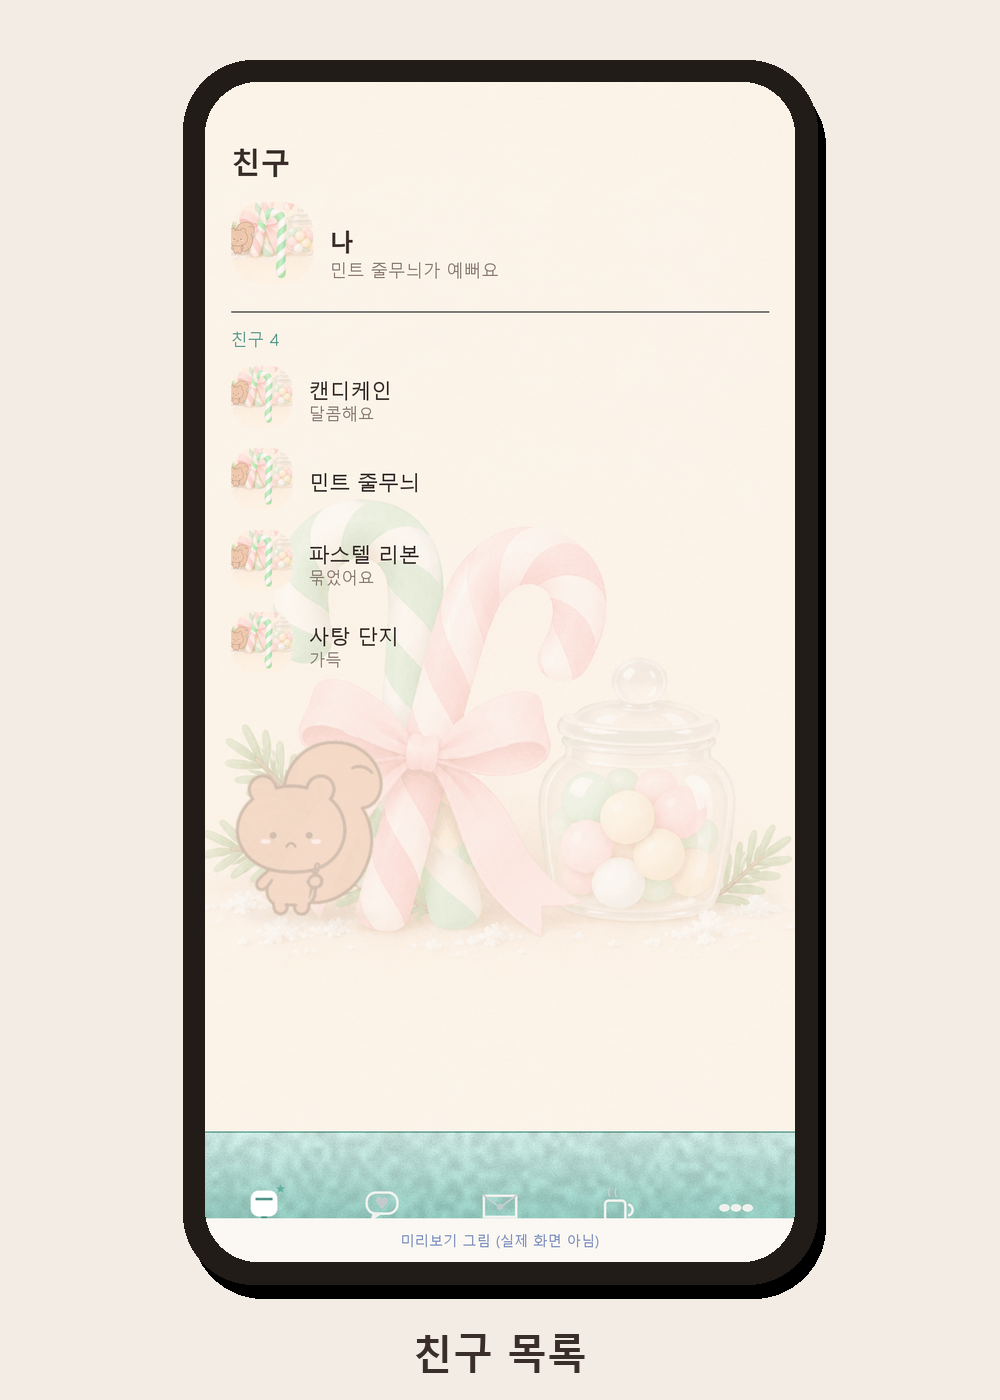 친구
나
민트 줄무늬가 예뻐요
친구 4
캔디케인
달콤해요
민트 줄무늬
파스텔 리본
묶었어요
사탕 단지
가득
미리보기 그림 (실제 화면 아님)
친구 목록